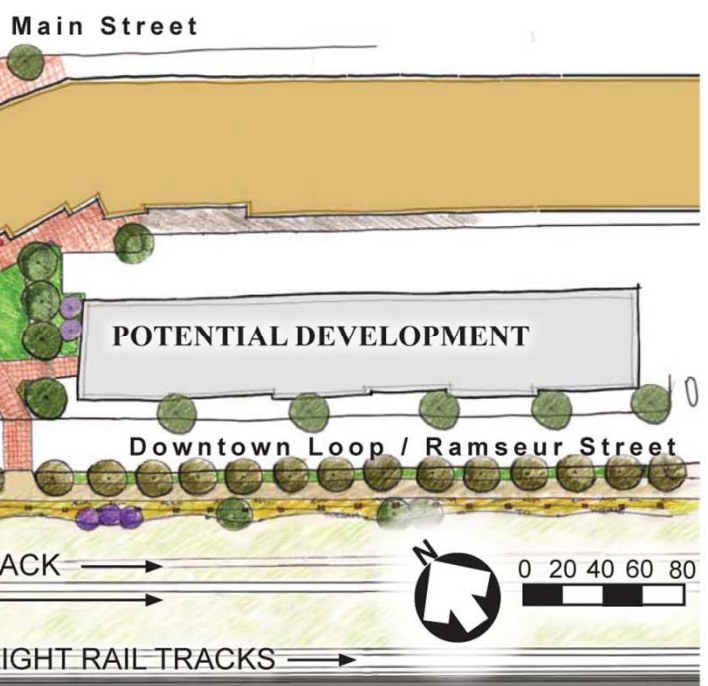 Main Street
POTENTIAL DEVELOPMENT
Downtown Loop / Ramseur Street
ACK
N
0 20 40 60 80
IGHT RAIL TRACKS